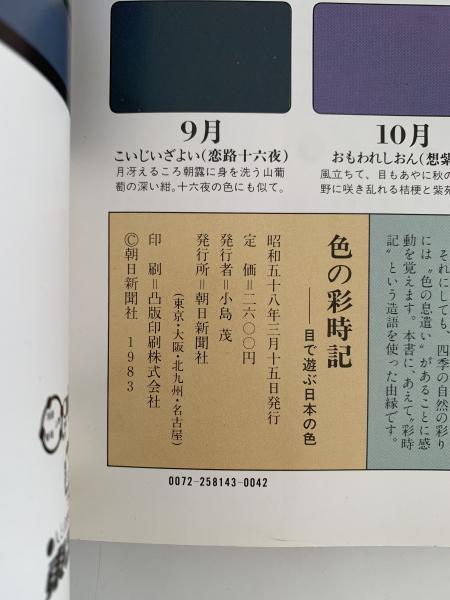 9月
こいじいざよい(恋路十六夜)
月冴えるころ朝露に身を洗う山葡
萄の深い紺。十六夜の色にも似て。
10月
おもわれしおん(想紫
風立ちて、目もあやに秋の
野に咲き乱れる桔梗と紫苑
それにしても、四季の自然の彩り
には〝色の息遣い〟があることに感
動を覚えます。本書に、あえて〝彩時
記〟という造語を使った由縁です。
色の彩時記
──目で遊ぶ日本の色
昭和五十八年三月十五日発行
定 価=二六〇〇円
発行者=小島 茂
発行所=朝日新聞社
(東京・大阪・北九州・名古屋)
印 刷=凸版印刷株式会社
©朝日新聞社 1983
0072-258143-0042